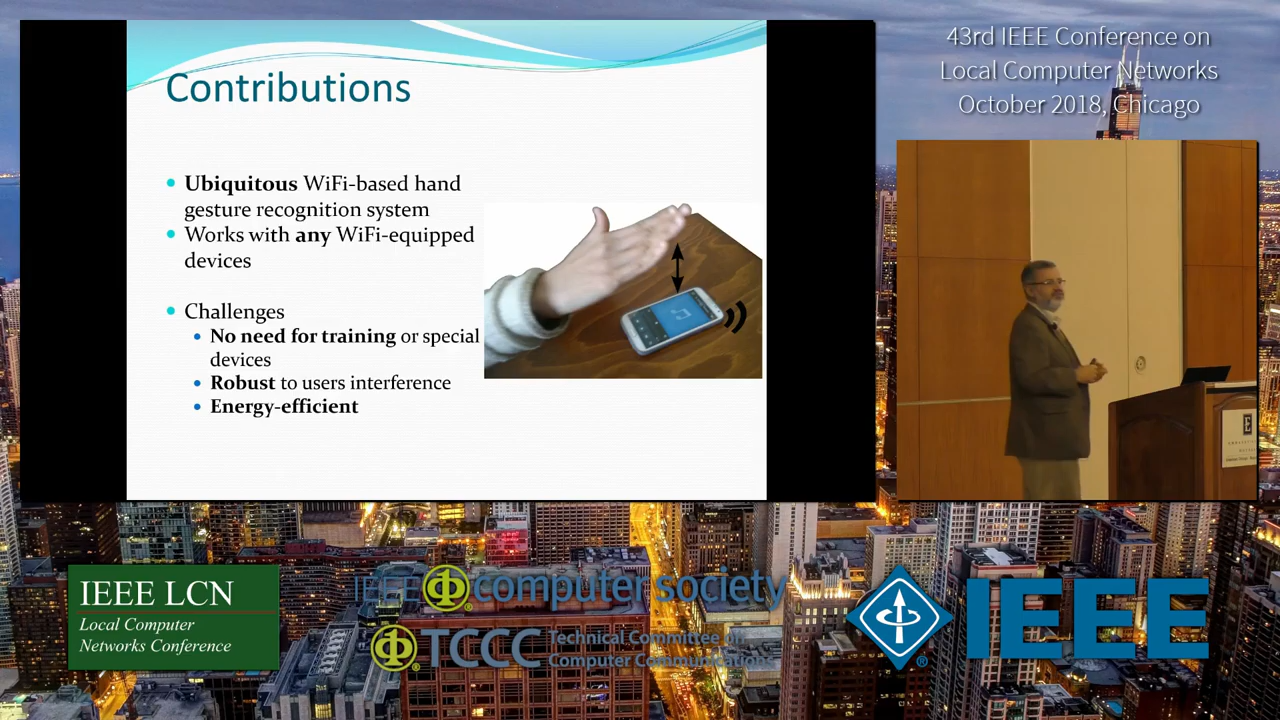 Contributions
Ubiquitous WiFi-based hand
gesture recognition system
Works with any WiFi-equipped
devices
Challenges
No need for training or special
devices
Robust to users interference
Energy-efficient
43rd IEEE Conference on
Local Computer Networks
October 2018, Chicago
IEEE LCN
Local Computer
Networks Conference
IEEE computer society
TCCC Technical Committee on
Computer Communications
IEEE